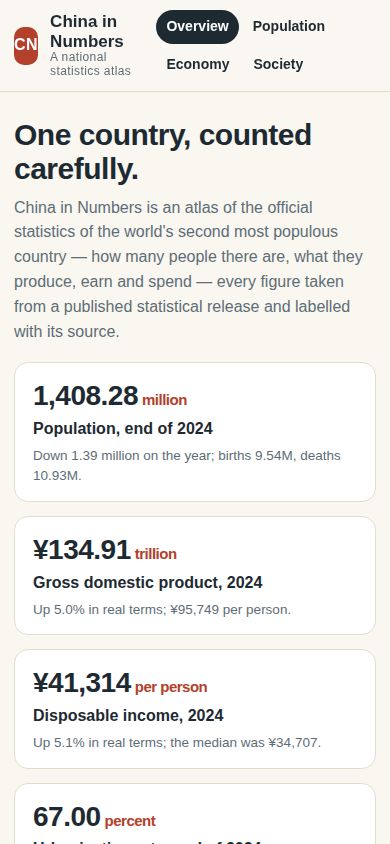 CN
China in
Numbers
A national
statistics atlas
Overview
Population
Economy
Society
One country, counted
carefully.
China in Numbers is an atlas of the official
statistics of the world's second most populous
country — how many people there are, what they
produce, earn and spend — every figure taken
from a published statistical release and labelled
with its source.
1,408.28 million
Population, end of 2024
Down 1.39 million on the year; births 9.54M, deaths
10.93M.
¥134.91 trillion
Gross domestic product, 2024
Up 5.0% in real terms; ¥95,749 per person.
¥41,314 per person
Disposable income, 2024
Up 5.1% in real terms; the median was ¥34,707.
67.00 percent